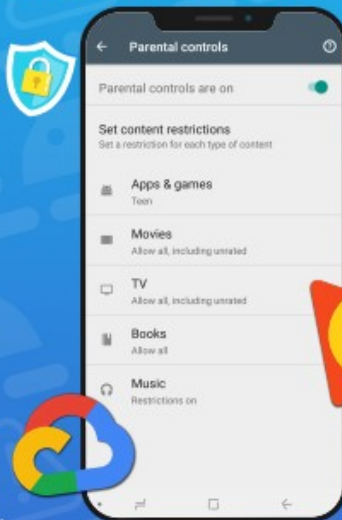 Parental controls
Parental controls are on
Set content restrictions
Set a restriction for each type of content
Apps & games
Teen
Movies
Allow all, including unrated
TV
Allow all, including unrated
Books
Allow all
Music
Restrictions on